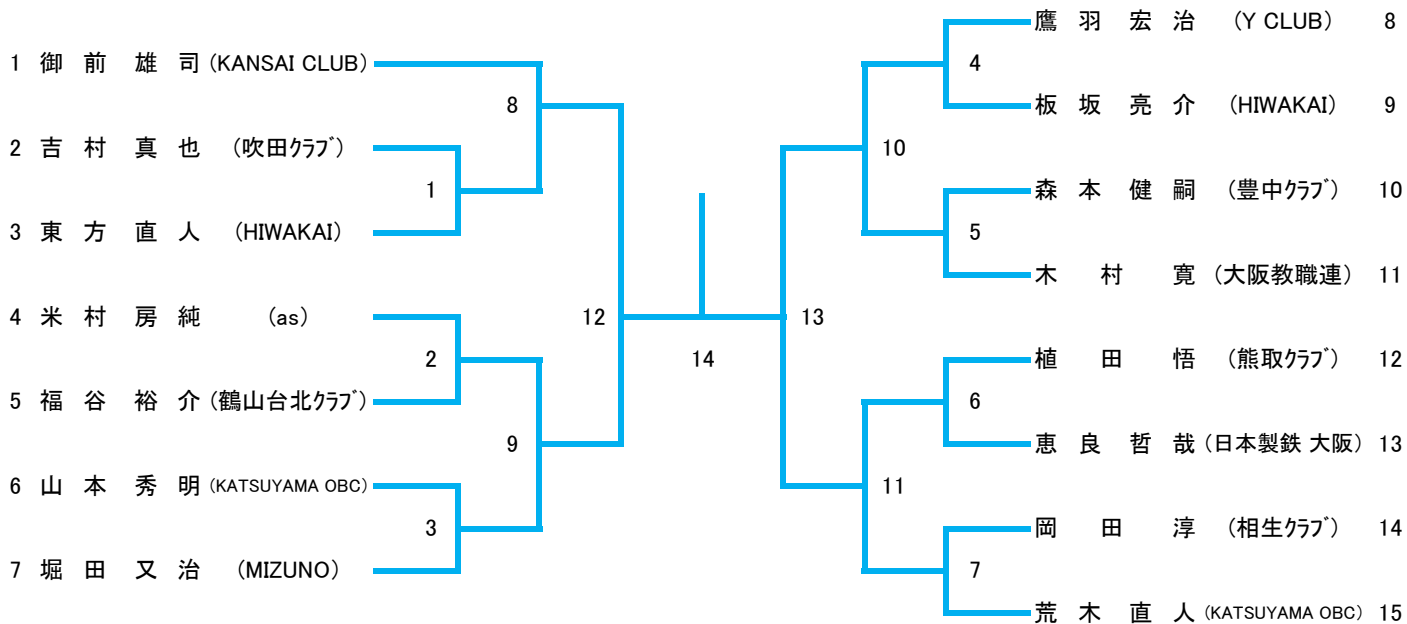 1 御前 雄司 (KANSAI CLUB)
2 吉村 真也 (吹田ｸﾗﾌﾞ)
3 東方 直人 (HIWAKAI)
4 米村 房純 (as)
5 福谷 裕介 (鶴山台北ｸﾗﾌﾞ)
6 山本 秀明 (KATSUYAMA OBC)
7 堀田 又治 (MIZUNO)
8
1
2
9
3
12
14
13
10
4
5
11
6
7
鷹羽 宏治 (Y CLUB) 8
板坂 亮介 (HIWAKAI) 9
森本 健嗣 (豊中ｸﾗﾌﾞ) 10
木村 寛 (大阪教職連) 11
植田 悟 (熊取ｸﾗﾌﾞ) 12
恵良 哲哉 (日本製鉄 大阪) 13
岡田 淳 (相生ｸﾗﾌﾞ) 14
荒木 直人 (KATSUYAMA OBC) 15